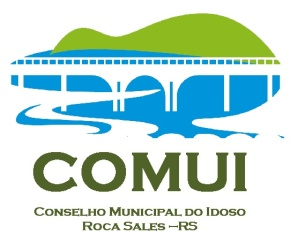 COMUI
Conselho Municipal do Idoso
Roca Sales –RS